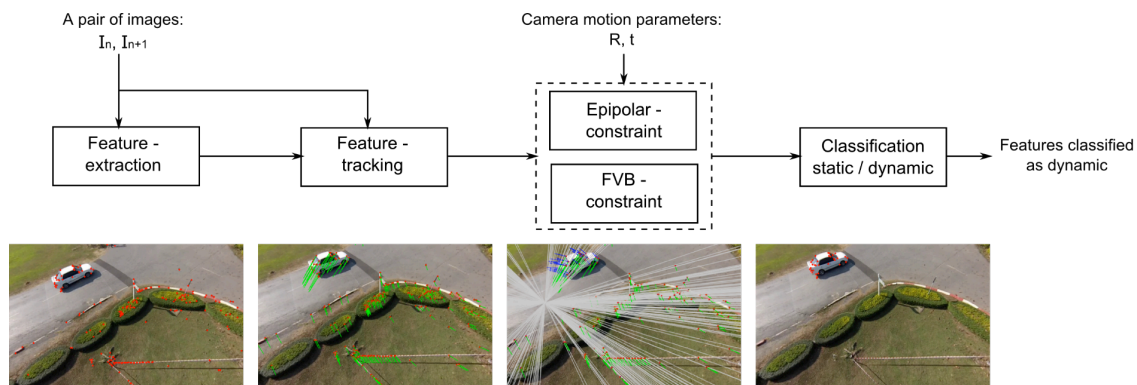 A pair of images:
In, In+1
Camera motion parameters:
R, t
Feature -
extraction
Feature -
tracking
Epipolar -
constraint
FVB -
constraint
Classification
static / dynamic
Features classified
as dynamic